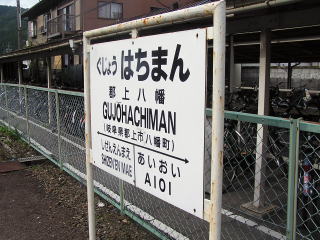 ぐじょう はちまん
郡上八幡
GUJŌHACHIMAN
(岐阜県郡上市八幡町)
しぜんえんまえ
SHIZEN'EN MAE
あいおい
AIOI